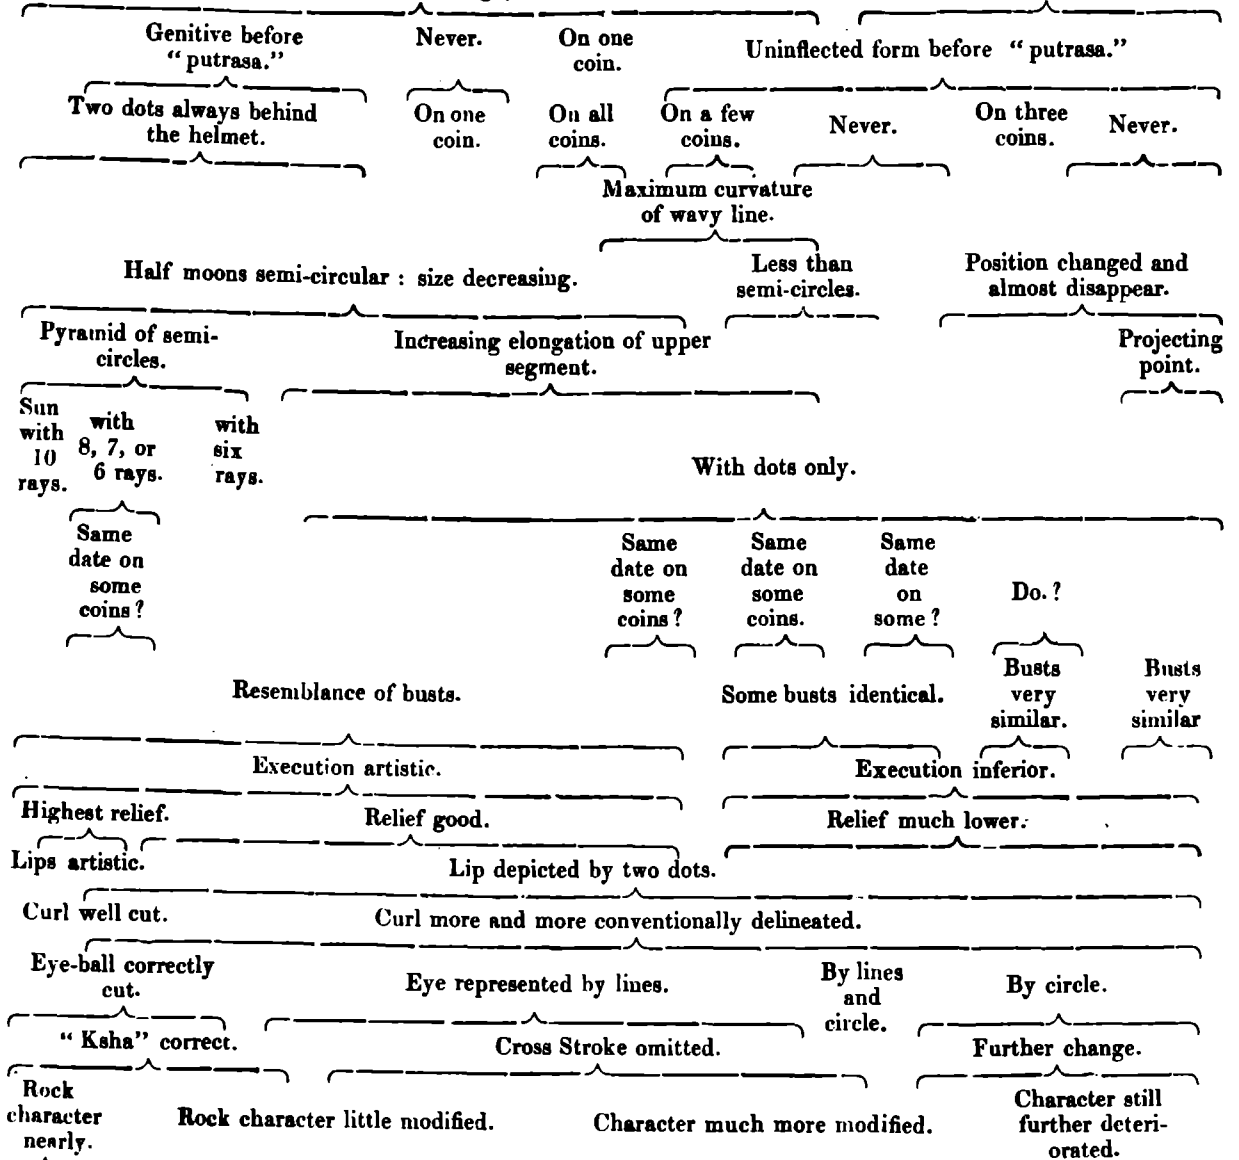 Genitive before
"putrasa."
Never.
On one
coin.
Uninflected form before "putrasa."
Two dots always behind
the helmet.
On one
coin.
On all
coins.
On a few
coins.
Never.
On three
coins.
Never.
Maximum curvature
of wavy line.
Half moons semi-circular : size decreasing.
Less than
semi-circles.
Position changed and
almost disappear.
Pyramid of semi-
circles.
Increasing elongation of upper
segment.
Projecting
point.
Sun
with
10
rays.
with
8, 7, or
6 rays.
with
six
rays.
With dots only.
Same
date on
some
coins?
Same
date on
some
coins?
Same
date on
some
coins.
Same
date
on
some?
Do.?
Resemblance of busts.
Some busts identical.
Busts
very
similar.
Busts
very
similar
Execution artistic.
Execution inferior.
Highest relief.
Relief good.
Relief much lower.
Lips artistic.
Lip depicted by two dots.
Curl well cut.
Curl more and more conventionally delineated.
Eye-ball correctly
cut.
Eye represented by lines.
By lines
and
circle.
By circle.
"Ksha" correct.
Cross Stroke omitted.
Further change.
Rock
character
nearly.
Rock character little modified.
Character much more modified.
Character still
further deteri-
orated.